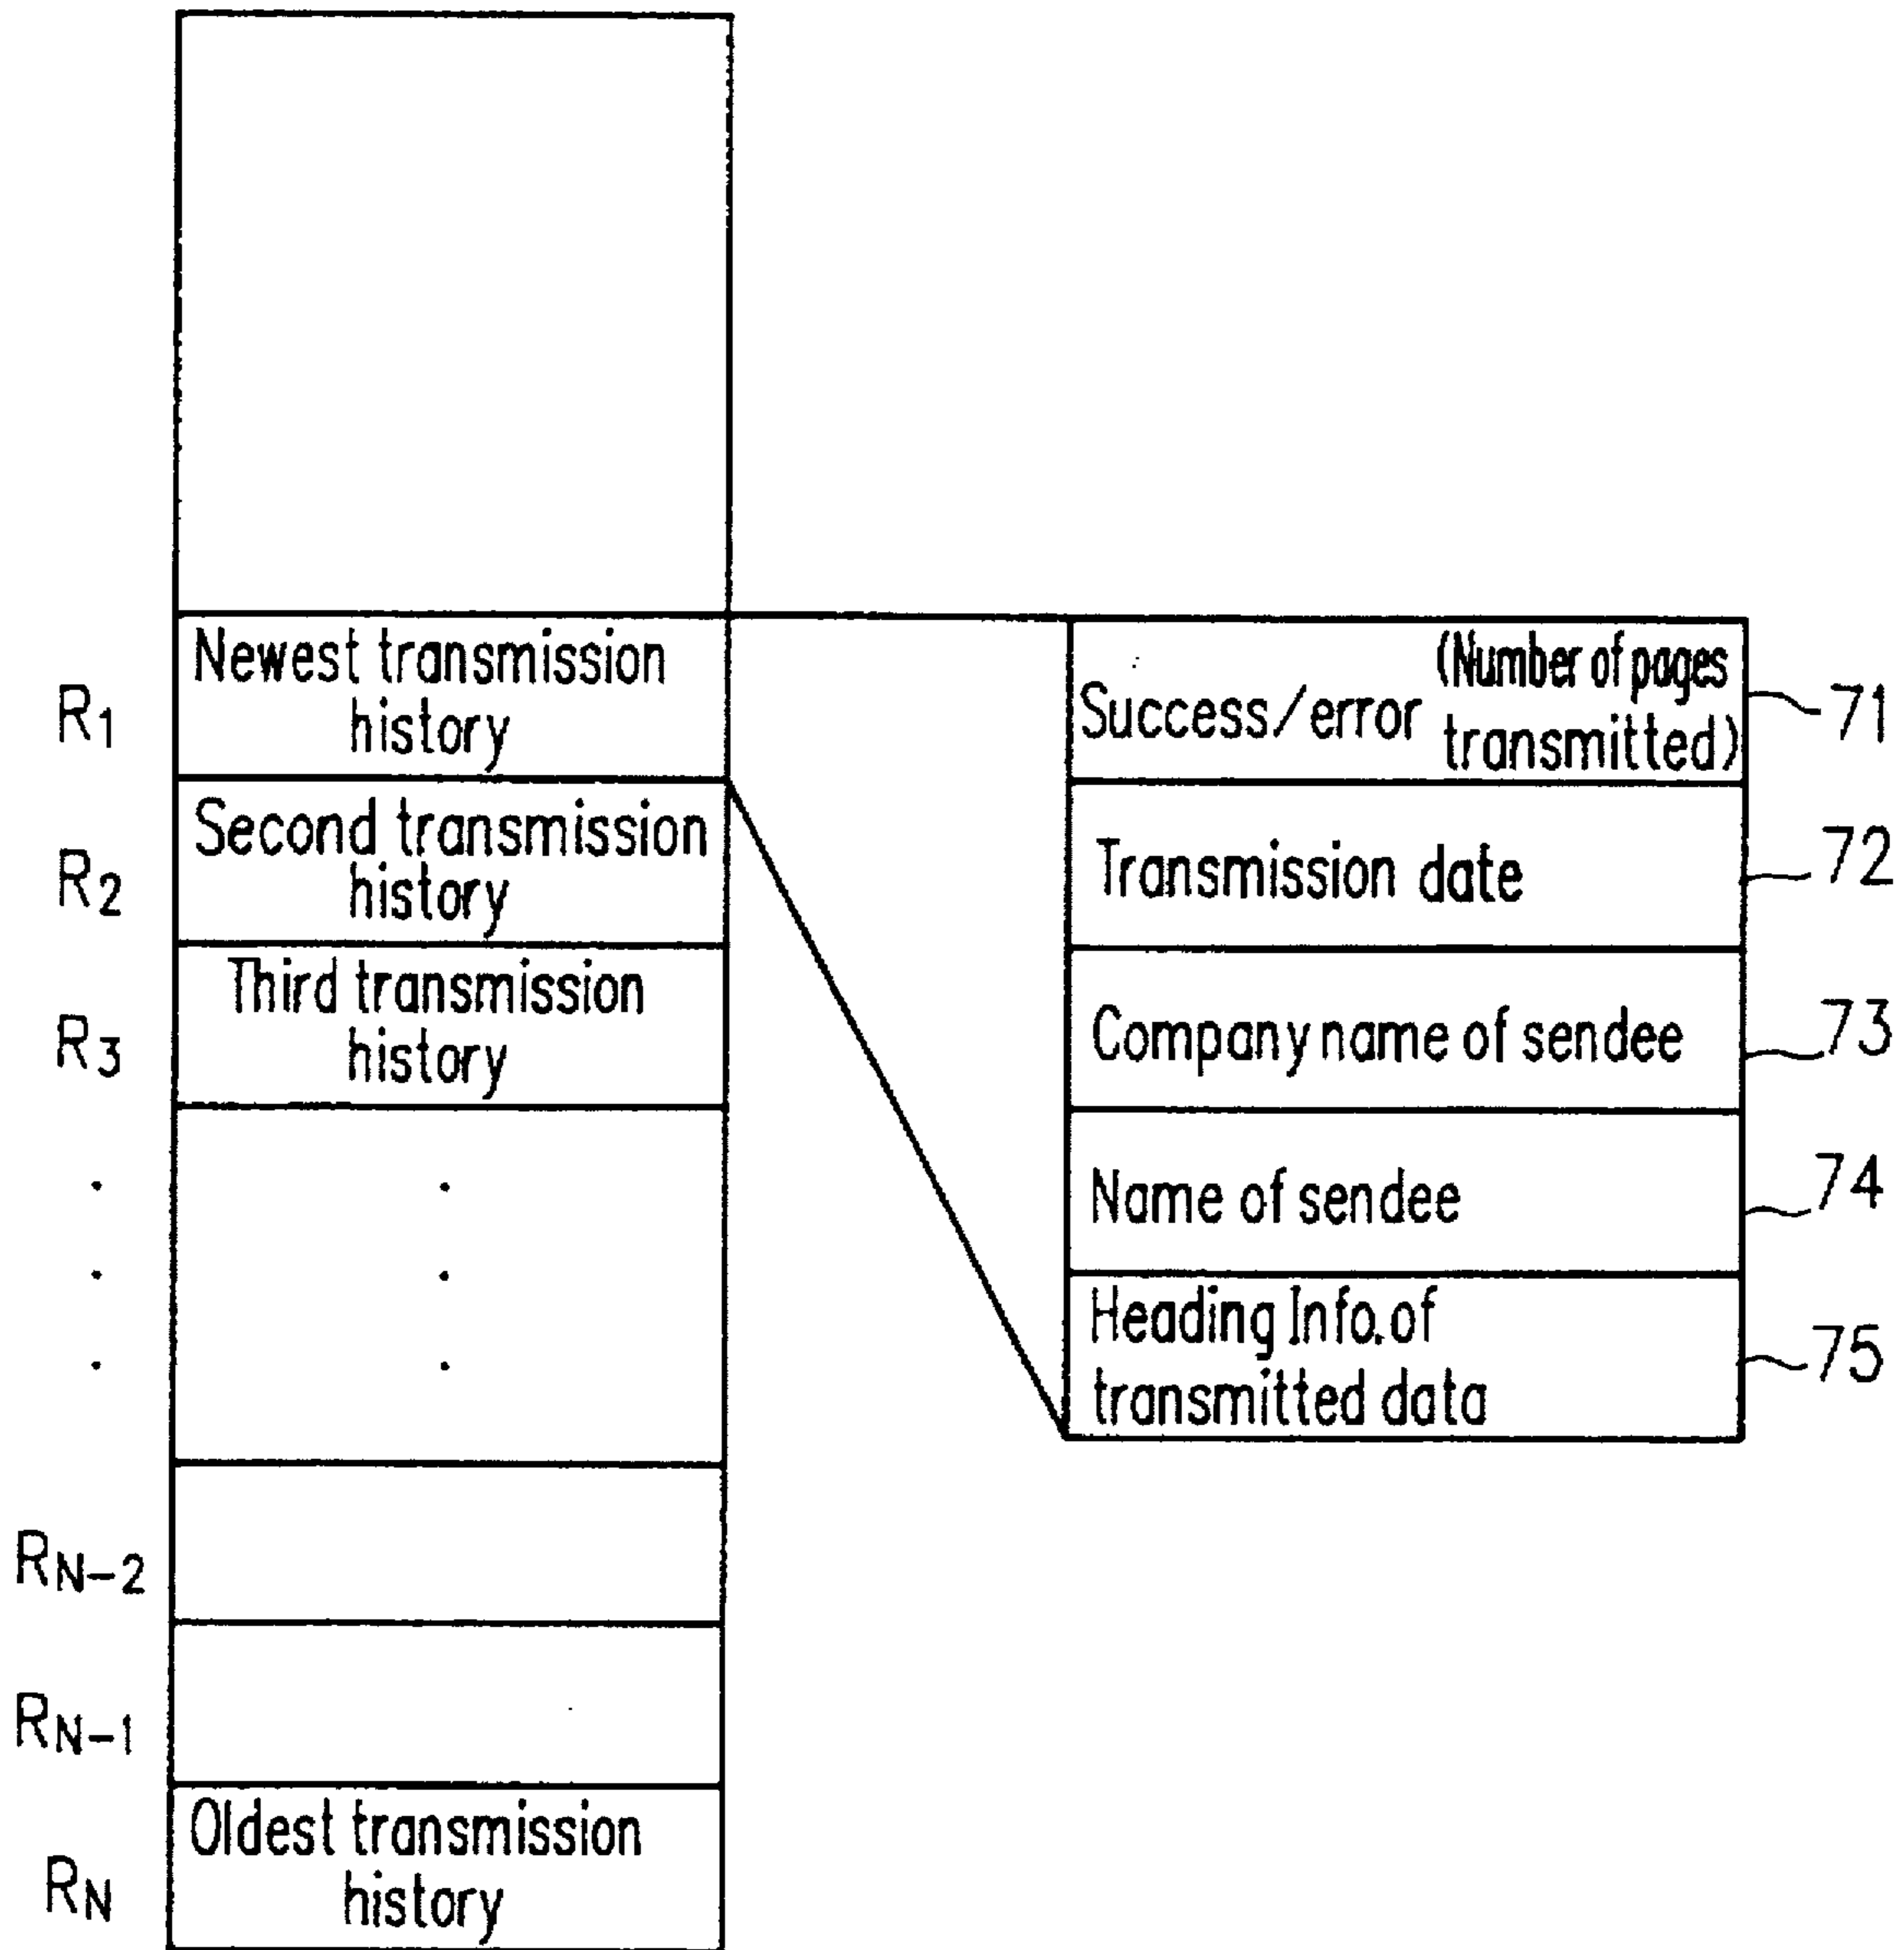 R1
Newest transmission
history
R2
Second transmission
history
R3
Third transmission
history
RN-2
RN-1
RN
Oldest transmission
history
Success/error (Number of pages
transmitted)
71
Transmission date
72
Company name of sendee
73
Name of sendee
74
Heading Info. of
transmitted data
75